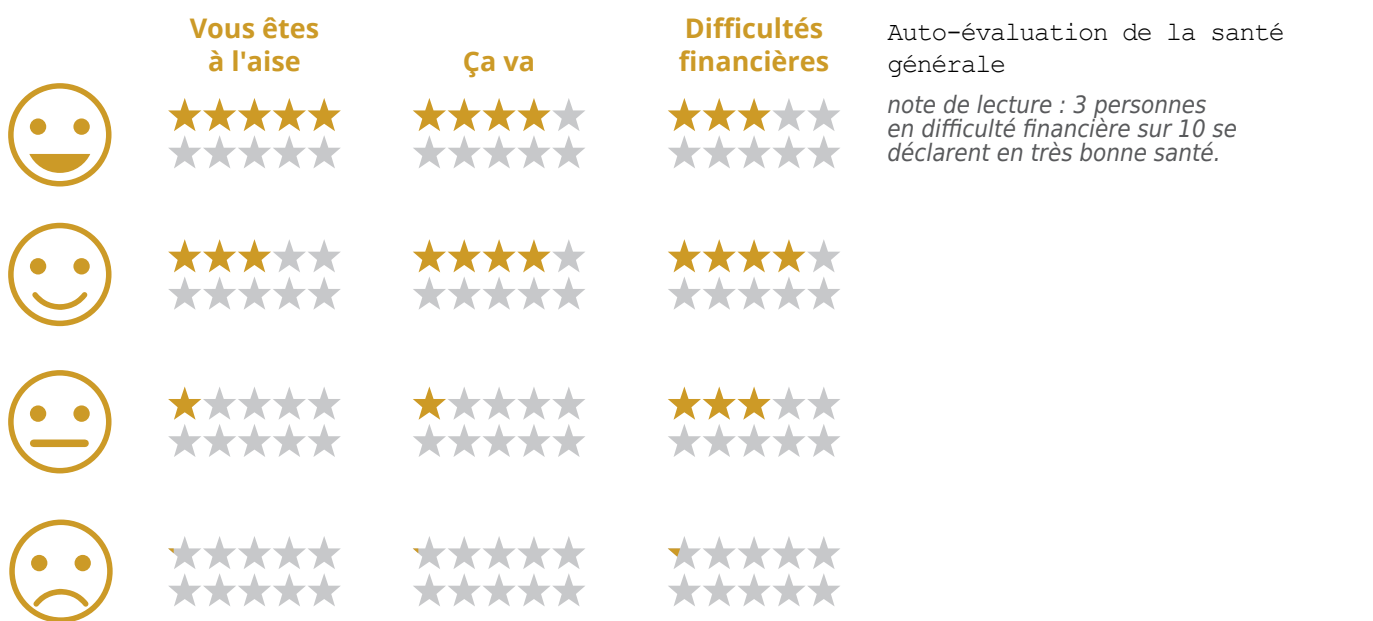 Vous êtes
à l'aise
Ça va
Difficultés
financières
Auto-évaluation de la santé
générale
note de lecture : 3 personnes
en difficulté financière sur 10 se
déclarent en très bonne santé.